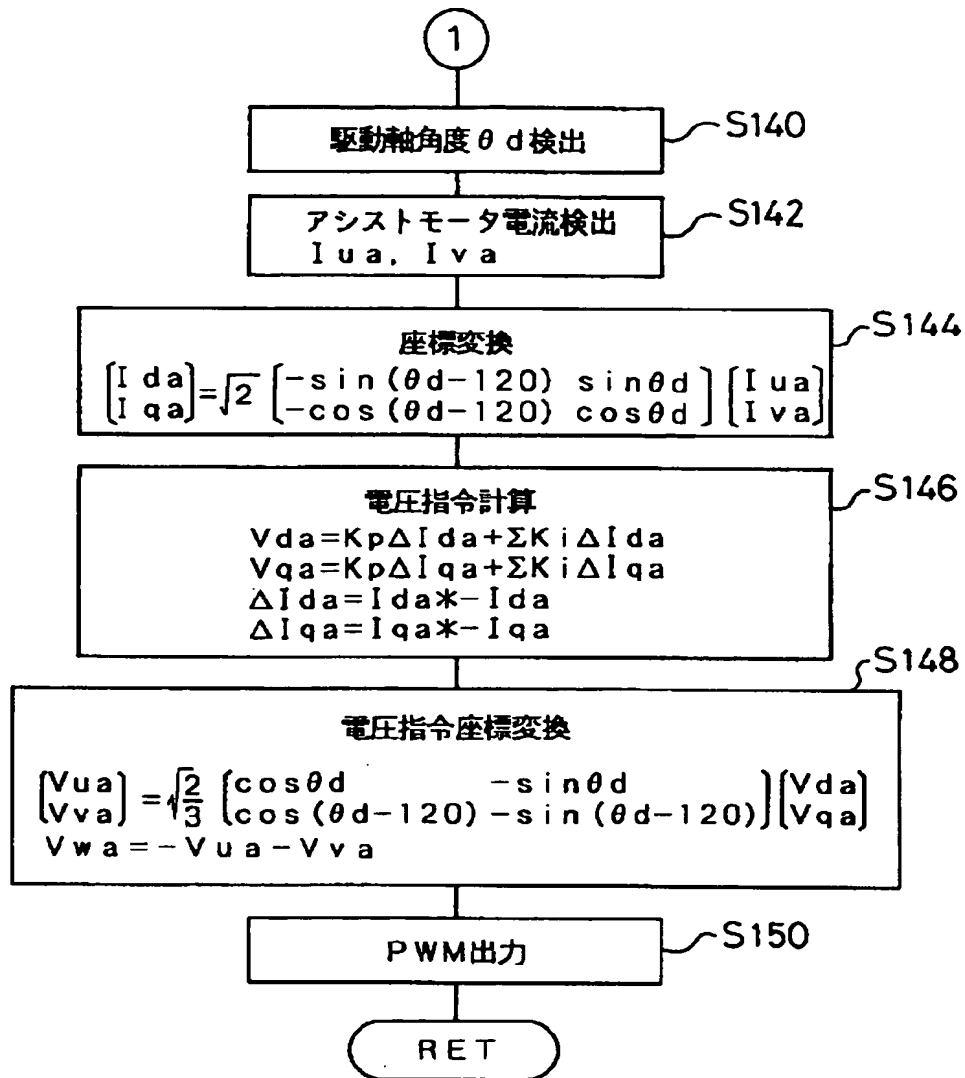 1
駆動軸角度θd検出
S140
アシストモータ電流検出
Iua, Iva
S142
座標変換
S144
[Ida] = √2 [-sin(θd-120) sinθd] [Iua]
[Iqa] [-cos(θd-120) cosθd] [Iva]
電圧指令計算
S146
Vda=KpΔIda+ΣKiΔIda
Vqa=KpΔIqa+ΣKiΔIqa
ΔIda=Ida*-Ida
ΔIqa=Iqa*-Iqa
S148
電圧指令座標変換
[Vua] = √2/3 [cosθd -sinθd] [Vda]
[Vva] [cos(θd-120) -sin(θd-120)] [Vqa]
Vwa=-Vua-Vva
PWM出力
S150
RET